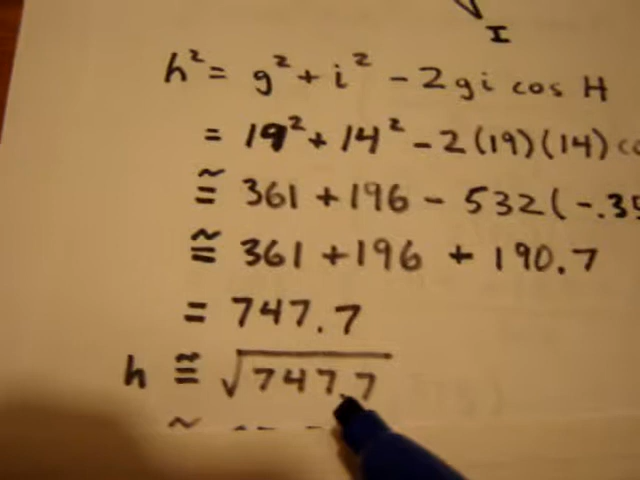 I
h² = g² + i² - 2gi cos H
= 19² + 14² - 2(19)(14)
≅ 361 + 196 - 532(-.35
≅ 361 + 196 + 190.7
= 747.7
h ≅ √747.7